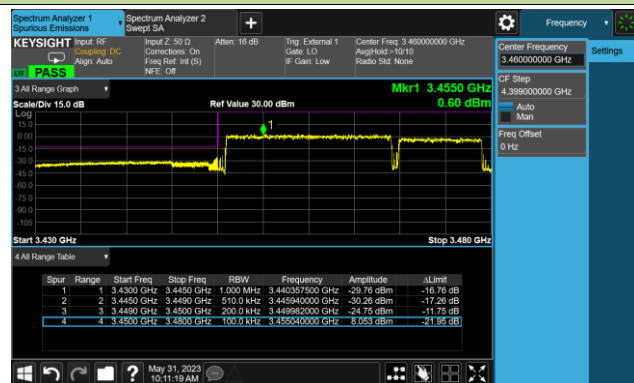 Spectrum Analyzer 1
Spurious Emissions
Spectrum Analyzer 2
Swept SA
Frequency
KEYSIGHT
Input: RF
Coupling: DC
Align: Auto
Input Z: 50 Ω
Corrections: On
Freq Ref: Int (S)
NFE: Off
Atten: 16 dB
Trig: External 1
Gate: LO
IF Gain: Low
Center Freq: 3.460000000 GHz
Avg|Hold:>10/10
Radio Std: None
PASS
Center Frequency
3.460000000 GHz
Settings
CF Step
4.399000000 GHz
Auto
Man
Freq Offset
0 Hz
3 All Range Graph
Mkr1 3.4550 GHz
0.60 dBm
Scale/Div 15.0 dB
Ref Value 30.00 dBm
Log
15.0
0.00
-15.0
-30.0
-45.0
-60.0
-75.0
-90.0
-105
1
Start 3.430 GHz
Stop 3.480 GHz
4 All Range Table
Spur Range Start Freq Stop Freq RBW Frequency Amplitude ΔLimit
1 1 3.4300 GHz 3.4450 GHz 1.000 MHz 3.440357500 GHz -29.76 dBm -16.76 dB
2 2 3.4450 GHz 3.4490 GHz 510.0 kHz 3.445940000 GHz -30.26 dBm -17.26 dB
3 3 3.4490 GHz 3.4500 GHz 200.0 kHz 3.449982000 GHz -24.75 dBm -11.75 dB
4 4 3.4500 GHz 3.4800 GHz 100.0 kHz 3.455040000 GHz 8.053 dBm -21.95 dB
?
May 31, 2023
10:11:19 AM